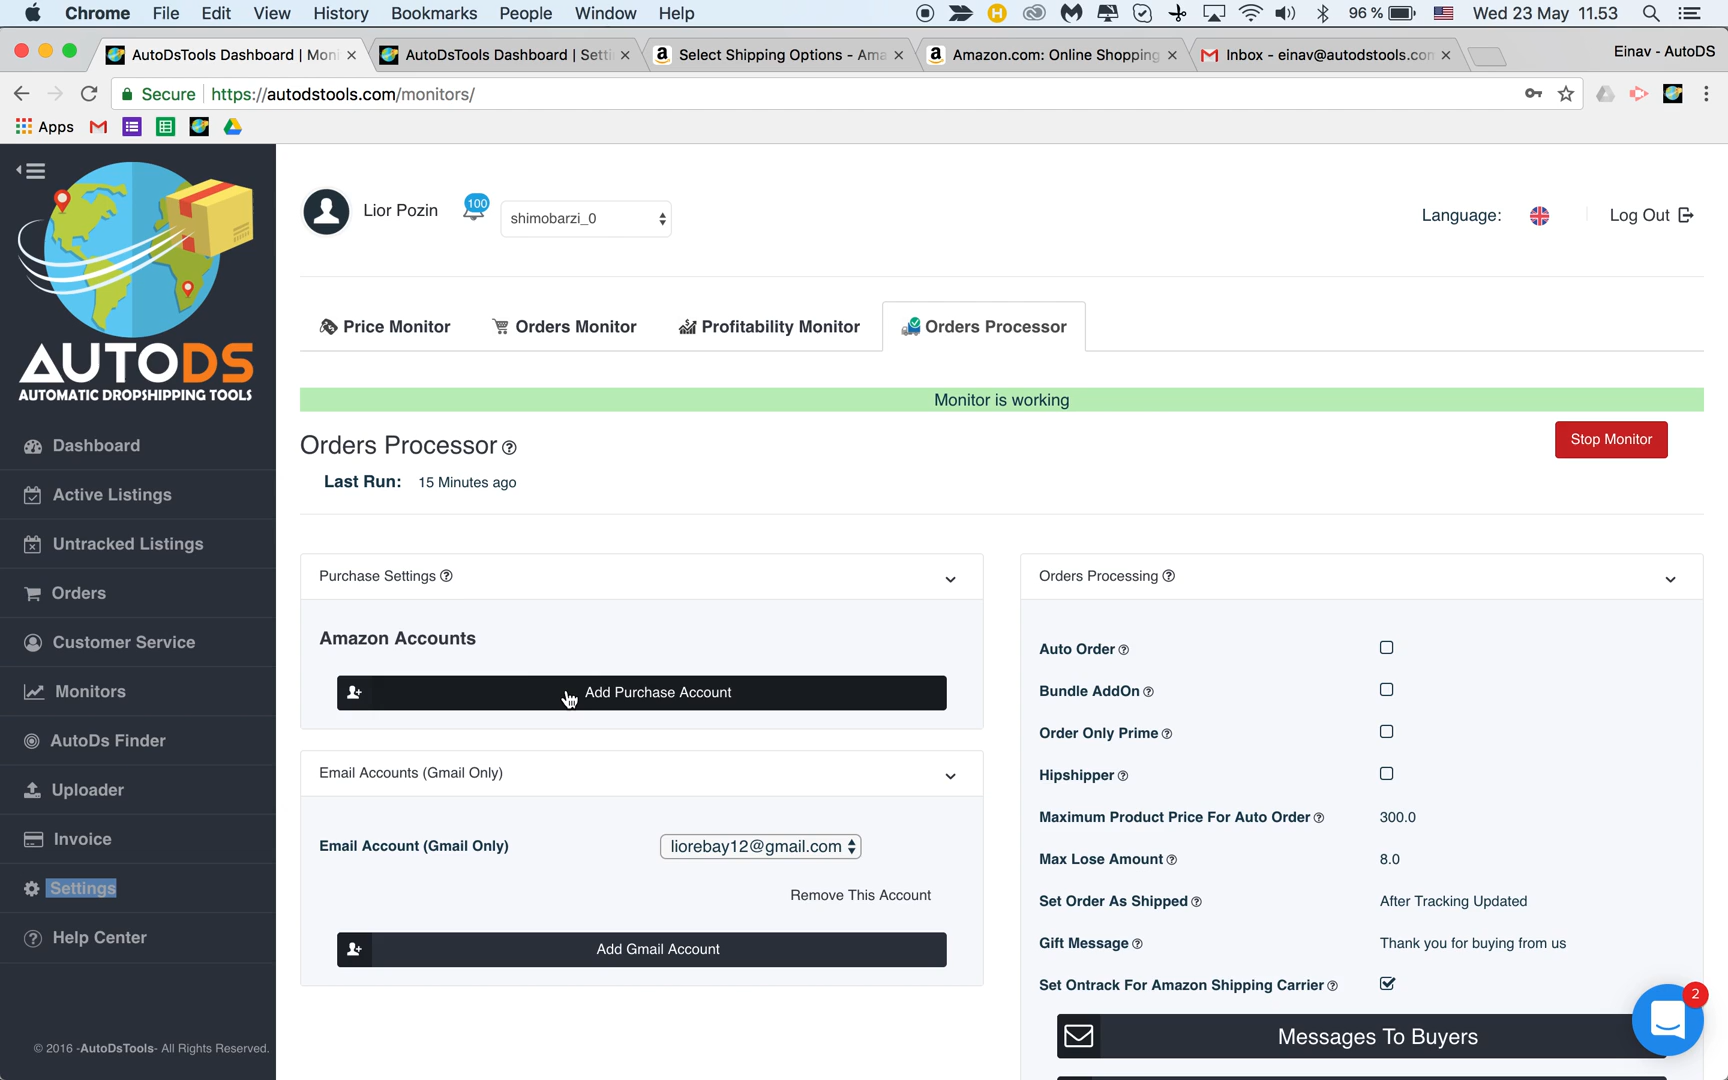 Chrome File Edit View History Bookmarks People Window Help 96 % Wed 23 May 11.53
AutoDsTools Dashboard | Moni AutoDsTools Dashboard | Setti Select Shipping Options - Ama Amazon.com: Online Shopping Inbox - einav@autodstools.com Einav - AutoDS
Secure https://autodstools.com/monitors/
Apps
Lior Pozin 100 shimobarzi_0 Language: Log Out
AUTODS
AUTOMATIC DROPSHIPPING TOOLS
Dashboard
Active Listings
Untracked Listings
Orders
Customer Service
Monitors
AutoDs Finder
Uploader
Invoice
Settings
Help Center
© 2016 -AutoDsTools- All Rights Reserved.
Price Monitor Orders Monitor Profitability Monitor Orders Processor
Monitor is working
Orders Processor ?
Stop Monitor
Last Run: 15 Minutes ago
Purchase Settings ?
Amazon Accounts
Add Purchase Account
Email Accounts (Gmail Only)
Email Account (Gmail Only) liorebay12@gmail.com
Remove This Account
Add Gmail Account
Orders Processing ?
Auto Order ?
Bundle AddOn ?
Order Only Prime ?
Hipshipper ?
Maximum Product Price For Auto Order ? 300.0
Max Lose Amount ? 8.0
Set Order As Shipped ? After Tracking Updated
Gift Message ? Thank you for buying from us
Set Ontrack For Amazon Shipping Carrier ?
Messages To Buyers
2